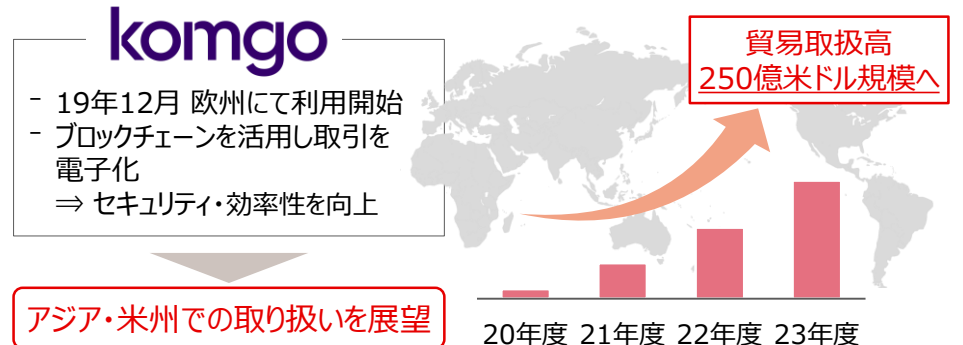 komgo
- 19年12月 欧州にて利用開始
- ブロックチェーンを活用し取引を
電子化
⇒ セキュリティ・効率性を向上
アジア・米州での取り扱いを展望
貿易取扱高
250億米ドル規模へ
20年度 21年度 22年度 23年度